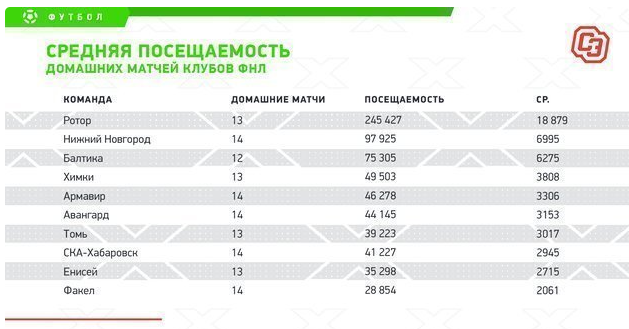 ФУТБОЛ
СЭ
СРЕДНЯЯ ПОСЕЩАЕМОСТЬ
ДОМАШНИХ МАТЧЕЙ КЛУБОВ ФНЛ
КОМАНДА ДОМАШНИЕ МАТЧИ ПОСЕЩАЕМОСТЬ СР.
Ротор 13 245 427 18 879
Нижний Новгород 14 97 925 6995
Балтика 12 75 305 6275
Химки 13 49 503 3808
Армавир 14 46 278 3306
Авангард 14 44 145 3153
Томь 13 39 223 3017
СКА-Хабаровск 14 41 227 2945
Енисей 13 35 298 2715
Факел 14 28 854 2061